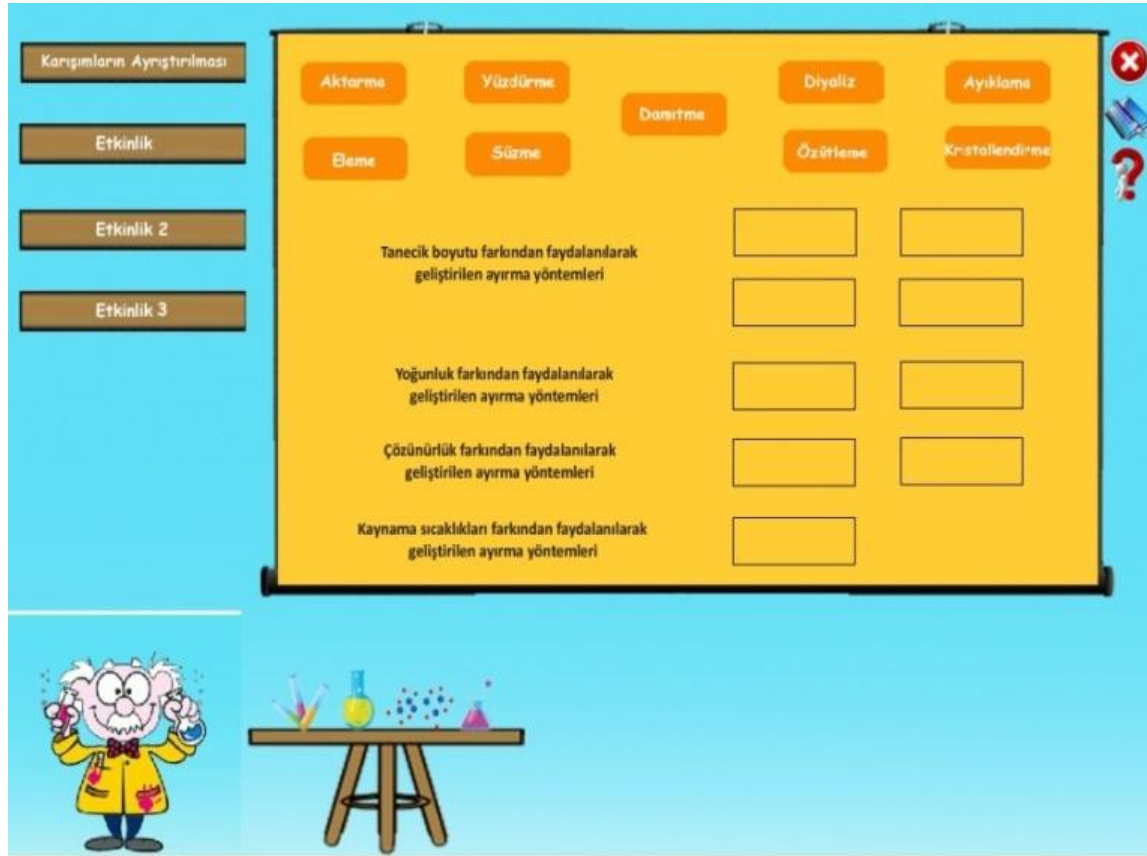 Karışımların Ayrıştırılması
Etkinlik
Etkinlik 2
Etkinlik 3
Aktarma
Yüzdürme
Damıtma
Diyaliz
Ayıklama
Eleme
Süzme
Özütleme
Kristallendirme
Tanecik boyutu farkından faydalanılarak
geliştirilen ayırma yöntemleri
Yoğunluk farkından faydalanılarak
geliştirilen ayırma yöntemleri
Çözünürlük farkından faydalanılarak
geliştirilen ayırma yöntemleri
Kaynama sıcaklıkları farkından faydalanılarak
geliştirilen ayırma yöntemleri